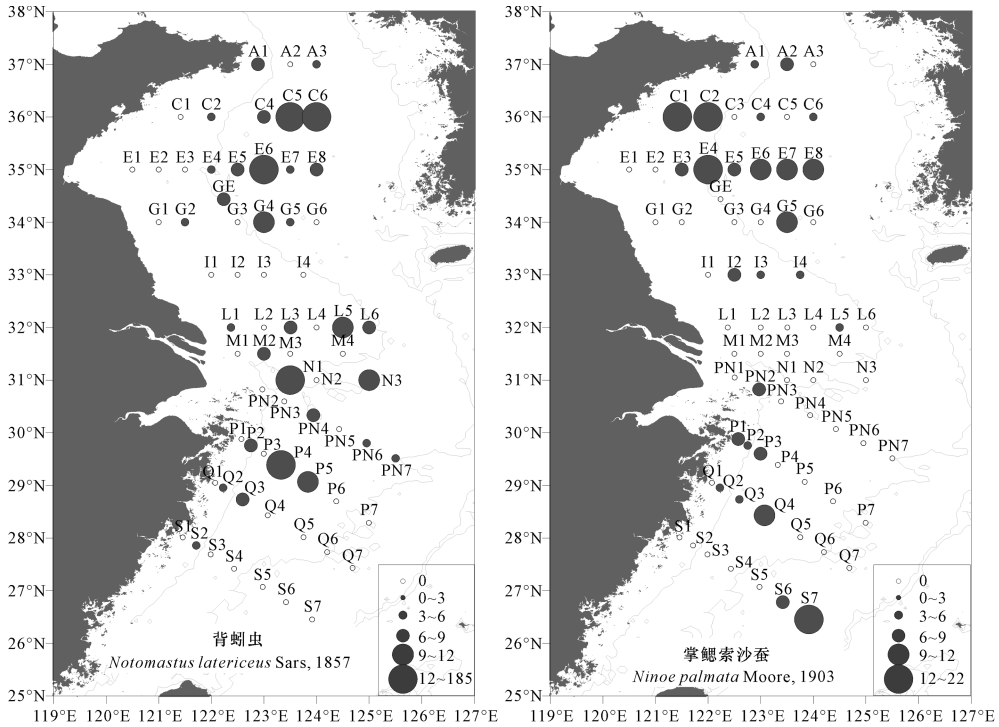 38°N
37°N
36°N
35°N
34°N
33°N
32°N
31°N
30°N
29°N
28°N
27°N
26°N
25°N
119°E 120°E 121°E 122°E 123°E 124°E 125°E 126°E 127°E
A1 A2 A3
C1 C2 C4 C5 C6
E1 E2 E3 E4 E5 E6 E7 E8
GE
G1 G2 G3 G4 G5 G6
I1 I2 I3 I4
L1 L2 L3 L4 L5 L6
M1 M2 M3 M4
N1 N2 N3
PN2 PN3 PN4 PN5 PN6 PN7
P1 P2 P3 P4 P5 P6 P7
Q1 Q2 Q3 Q4 Q5 Q6 Q7
S1 S2 S3 S4 S5 S6 S7
背蚓虫
Notomastus latericeus Sars, 1857
0
0~3
3~6
6~9
9~12
12~185
38°N
37°N
36°N
35°N
34°N
33°N
32°N
31°N
30°N
29°N
28°N
27°N
26°N
25°N
119°E 120°E 121°E 122°E 123°E 124°E 125°E 126°E 127°E
A1 A2 A3
C1 C2 C3 C4 C5 C6
E1 E2 E3 E4 E5 E6 E7 E8
GE
G1 G2 G3 G4 G5 G6
I1 I2 I3 I4
L1 L2 L3 L4 L5 L6
M1 M2 M3 M4
N1 N2 N3
PN1 PN2 PN3 PN4 PN5 PN6 PN7
P1 P2 P3 P4 P5 P6 P7
Q1 Q2 Q3 Q4 Q5 Q6 Q7
S1 S2 S3 S4 S5 S6 S7
掌鳃索沙蚕
Ninoe palmata Moore, 1903
0
0~3
3~6
6~9
9~12
12~22